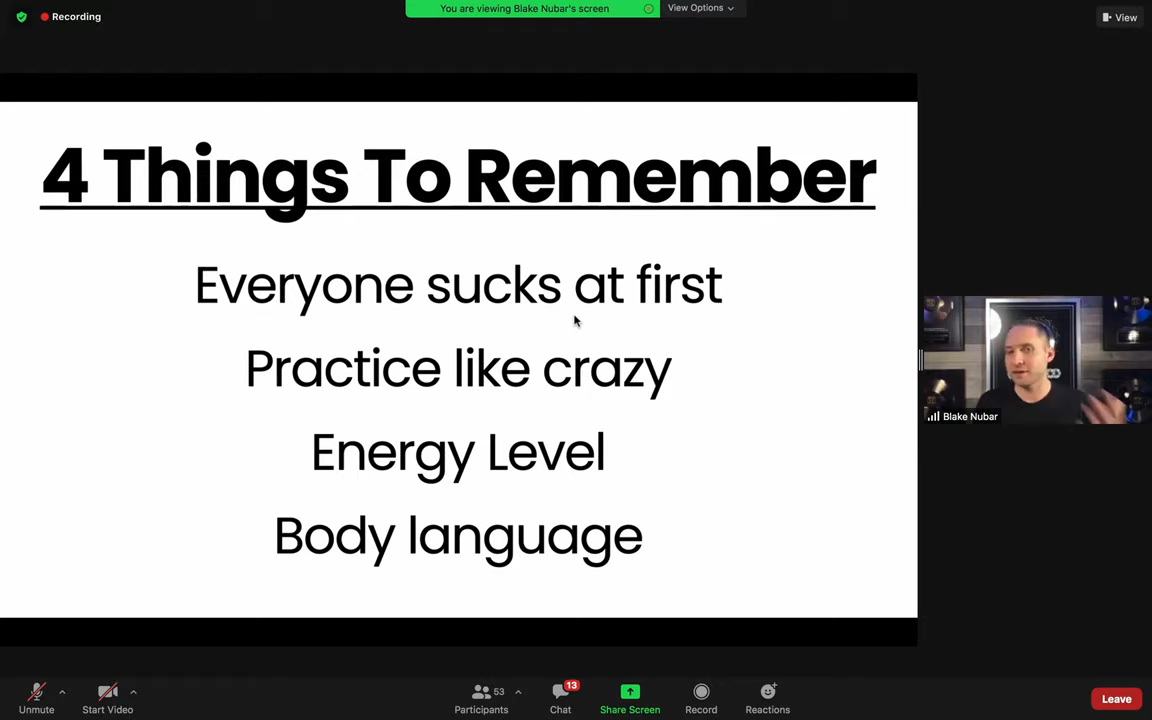 Recording
You are viewing Blake Nubar's screen
View Options
View
4 Things To Remember
Everyone sucks at first
Practice like crazy
Energy Level
Body language
Blake Nubar
Unmute
Start Video
53
Participants
13
Chat
Share Screen
Record
Reactions
Leave